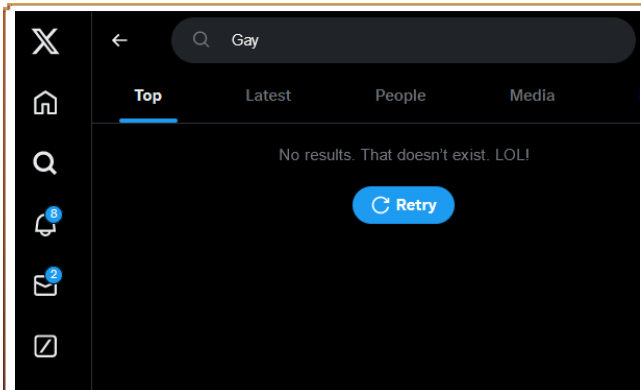 Gay
Top Latest People Media
No results. That doesn't exist. LOL!
Retry
8
2